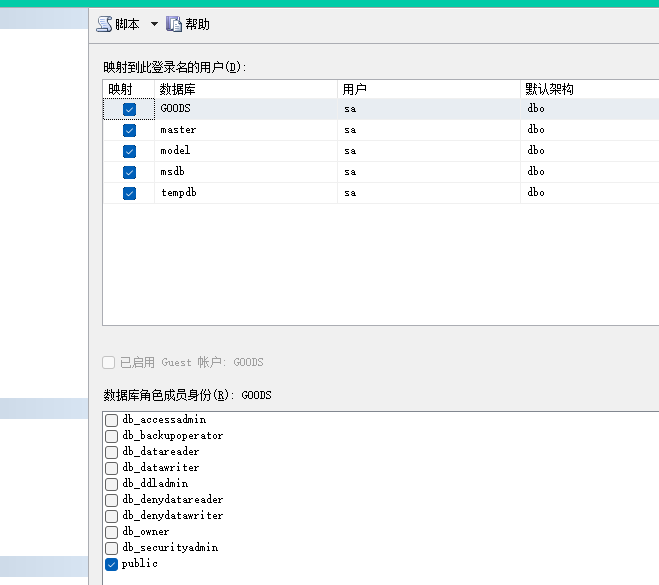 脚本 帮助
映射到此登录名的用户(D):
映射 数据库 用户 默认架构
GOODS sa dbo
master sa dbo
model sa dbo
msdb sa dbo
tempdb sa dbo
已启用 Guest 帐户: GOODS
数据库角色成员身份(R): GOODS
db_accessadmin
db_backupoperator
db_datareader
db_datawriter
db_ddladmin
db_denydatareader
db_denydatawriter
db_owner
db_securityadmin
public